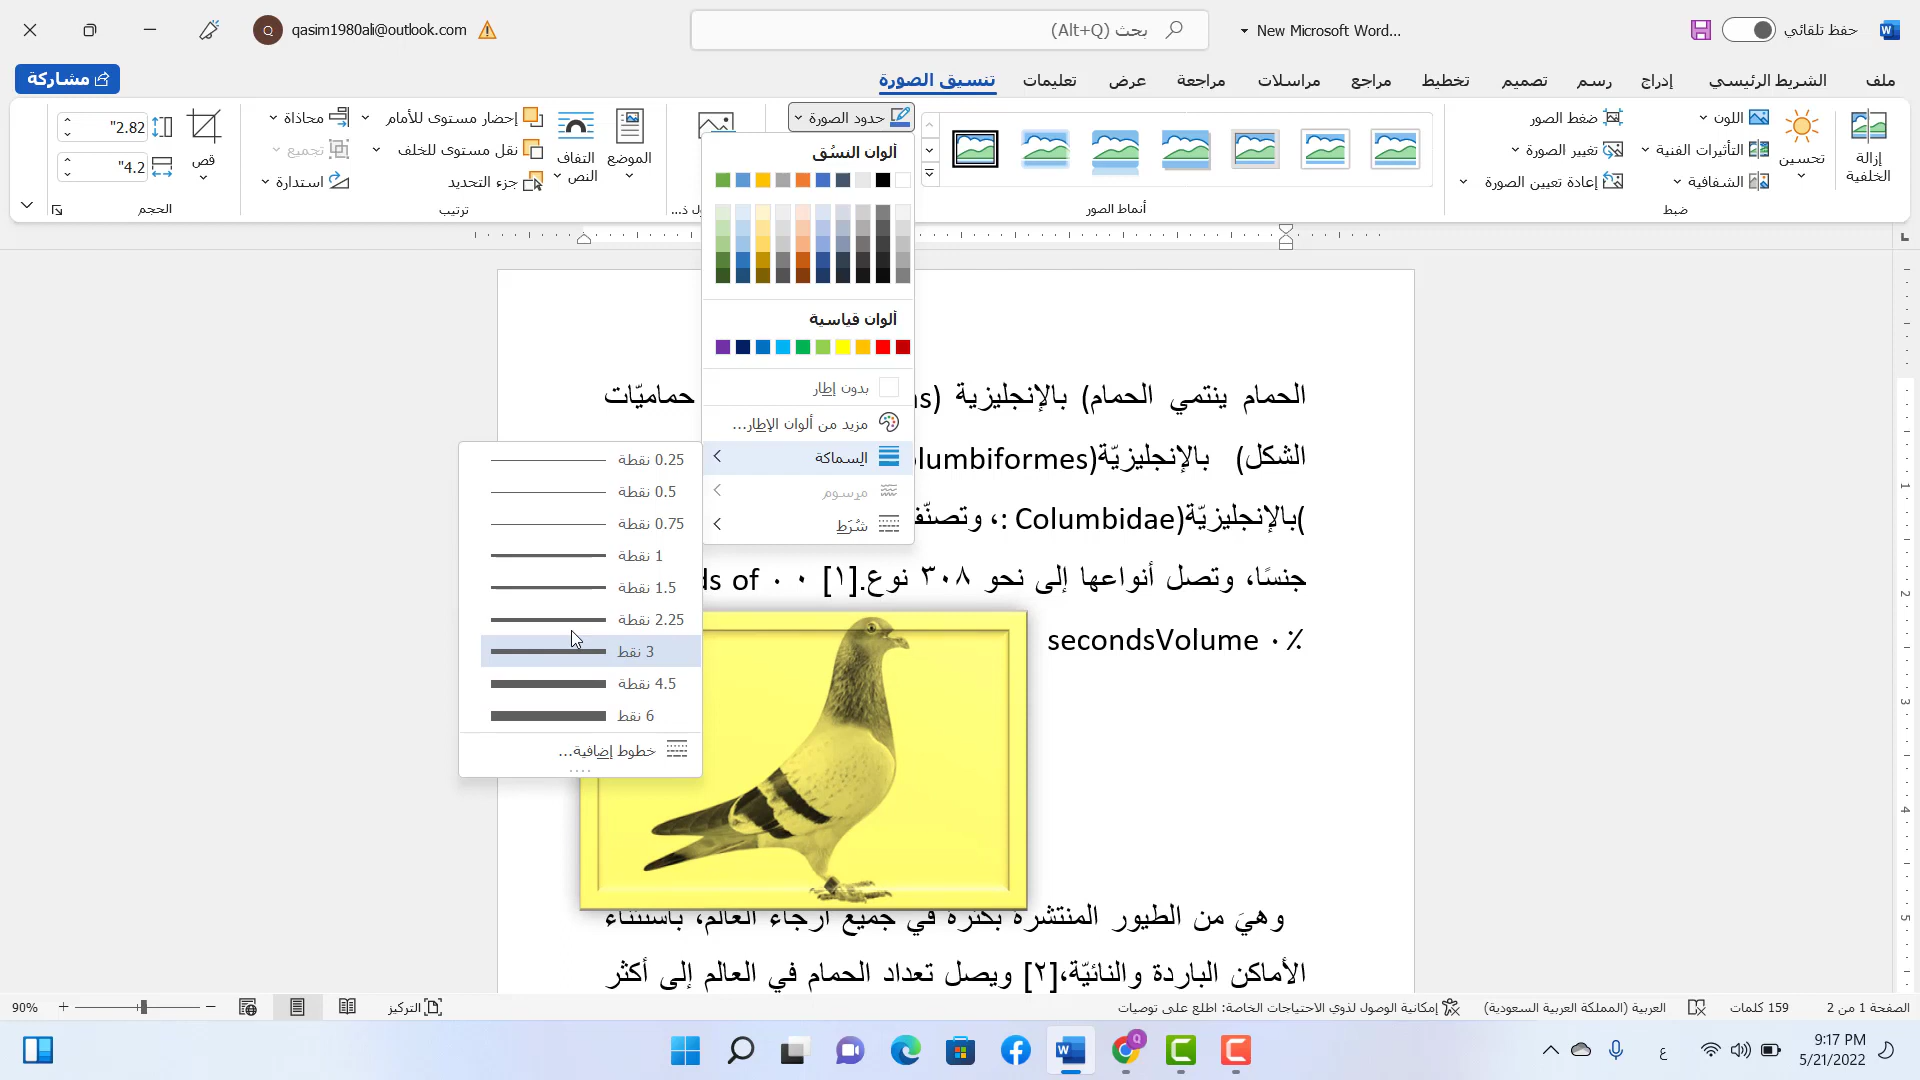 qasim1980ali@outlook.com
بحث (Alt+Q)
New Microsoft Word...
حفظ تلقائي
ملف
الشريط الرئيسي
إدراج
رسم
تصميم
تخطيط
مراجع
مراسلات
مراجعة
عرض
تعليمات
تنسيق الصورة
مشاركة
إزالة الخلفية
تحسين
اللون
التأثيرات الفنية
الشفافية
ضغط الصور
تغيير الصورة
إعادة تعيين الصورة
ضبط
أنماط الصور
حدود الصورة
الموضع
التفاف النص
إحضار مستوى للأمام
نقل مستوى للخلف
جزء التحديد
محاذاة
تجميع
استدارة
ترتيب
قص
2.82"
4.2"
الحجم
ألوان النسُق
ألوان قياسية
بدون إطار
مزيد من ألوان الإطار...
السماكة
مرسوم
شُرَط
0.25 نقطة
0.5 نقطة
0.75 نقطة
1 نقطة
1.5 نقطة
2.25 نقطة
3 نقط
4.5 نقطة
6 نقط
خطوط إضافية...
الحمام ينتمي الحمام) بالإنجليزية (ns حماميّات
الشكل) بالإنجليزيّة(lumbiformes
)بالإنجليزيّة(Columbidae :، وتصنّف
جنسًا، وتصل أنواعها إلى نحو ٣٠٨ نوع.[١] ٠ ds of ٠
secondsVolume ٠٪
وهيَ من الطيور المنتشرة بكثرة في جميع أرجاء العالم، باستثناء
الأماكن الباردة والنائيّة،[٢] ويصل تعداد الحمام في العالم إلى أكثر
الصفحة 1 من 2
159 كلمات
العربية (المملكة العربية السعودية)
إمكانية الوصول لذوي الاحتياجات الخاصة: اطلع على توصيات
التركيز
90%
ع
9:17 PM
5/21/2022